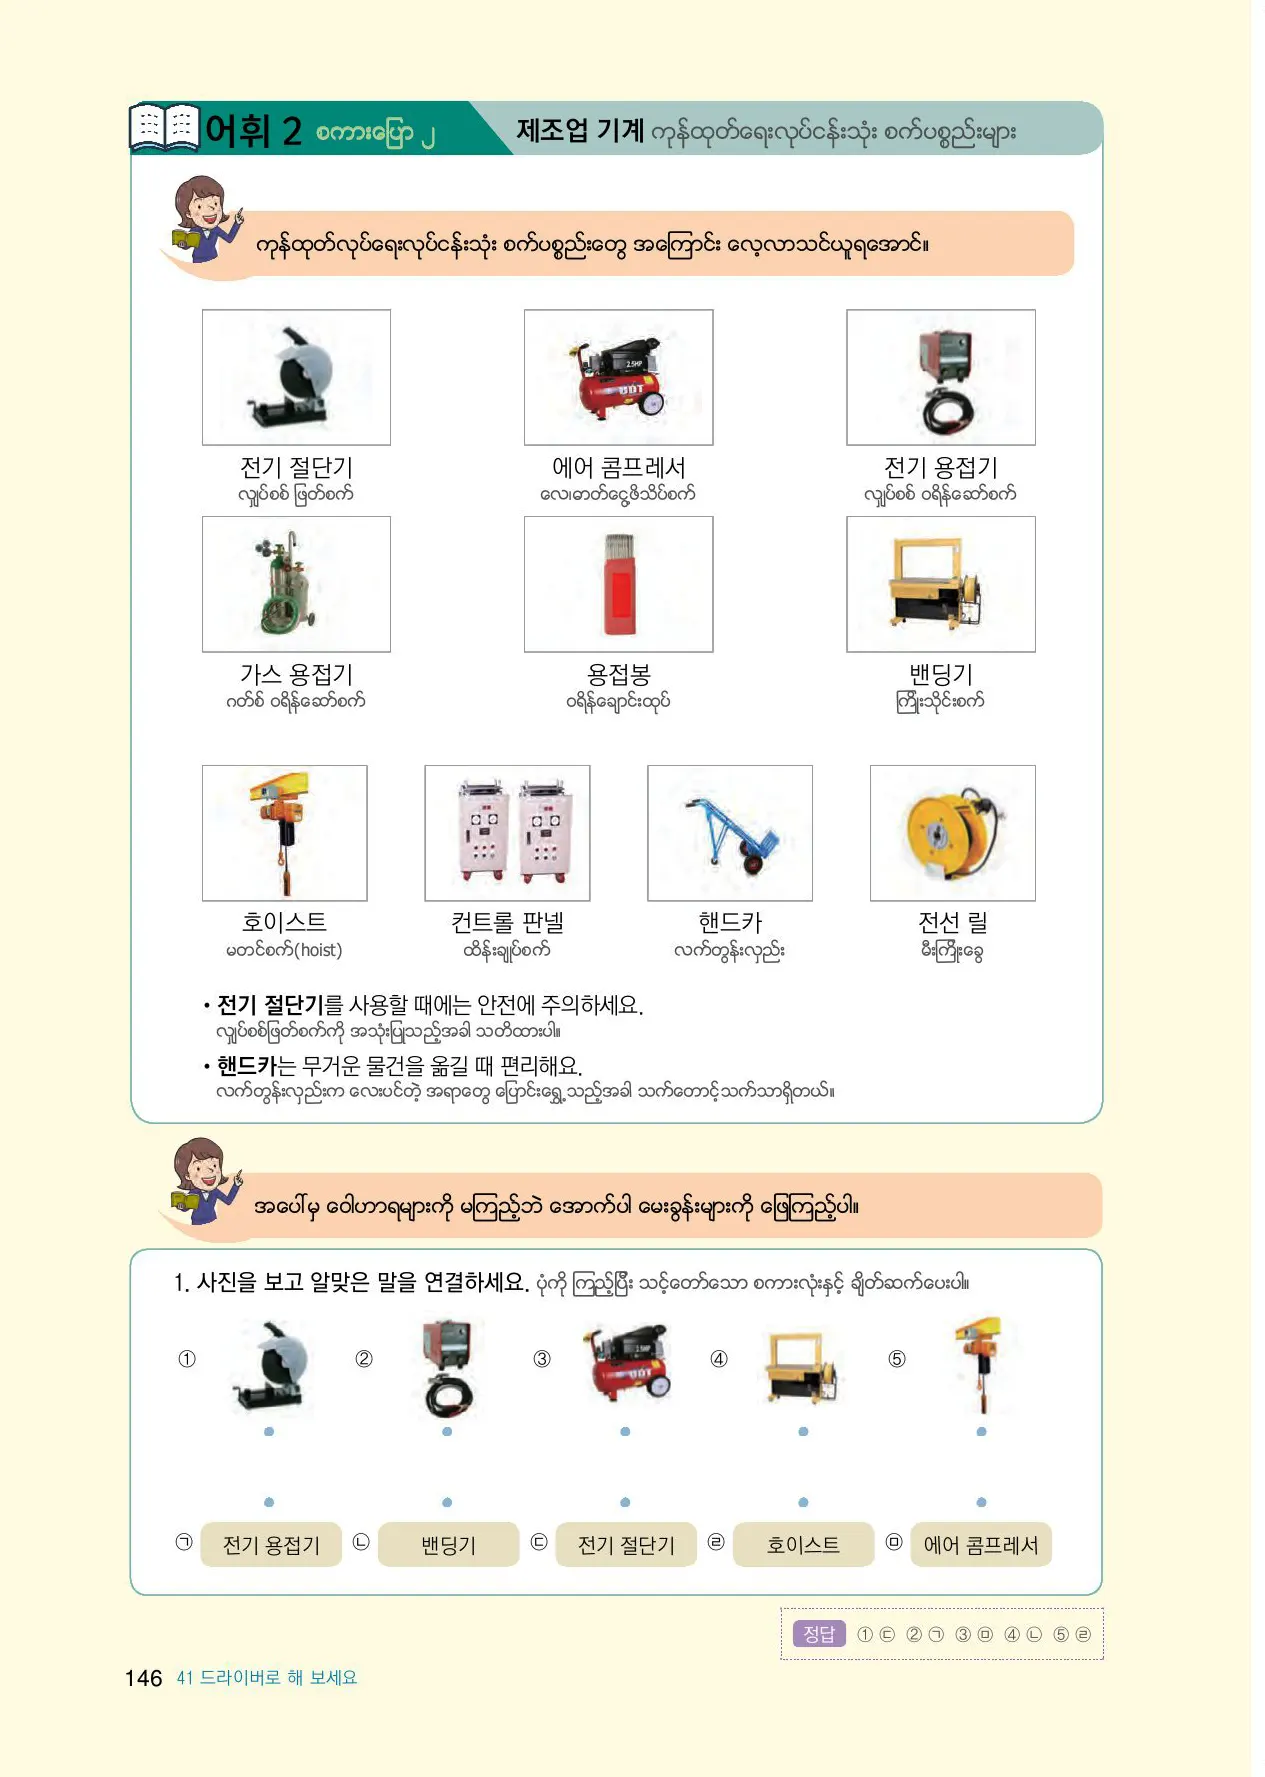 어휘 2 စကားပြော ၂ 제조업 기계 ကုန်ထုတ်ရေးလုပ်ငန်းသုံး စက်ပစ္စည်းများ
ကုန်ထုတ်လုပ်ရေးလုပ်ငန်းသုံး စက်ပစ္စည်းတွေ အကြောင်း လေ့လာသင်ယူရအောင်။
2.5HP
UDT
전기 절단기 에어 콤프레서 전기 용접기
လျှပ်စစ် ဖြတ်စက် လေ၊ဓာတ်ငွေ့ဖိသိပ်စက် လျှပ်စစ် ဝရိန်ဆော်စက်
가스 용접기 용접봉 밴딩기
ဂတ်စ် ဝရိန်ဆော်စက် ဝရိန်ချောင်းထုပ် ကြိုးသိုင်းစက်
호이스트 컨트롤 판넬 핸드카 전선 릴
မတင်စက်(hoist) ထိန်းချုပ်စက် လက်တွန်းလှည်း မီးကြိုးခွေ
• 전기 절단기를 사용할 때에는 안전에 주의하세요.
လျှပ်စစ်ဖြတ်စက်ကို အသုံးပြုသည့်အခါ သတိထားပါ။
• 핸드카는 무거운 물건을 옮길 때 편리해요.
လက်တွန်းလှည်းက လေးပင်တဲ့ အရာတွေ ပြောင်းရွှေ့သည့်အခါ သက်တောင့်သက်သာရှိတယ်။
အပေါ်မှ ဝေါဟာရများကို မကြည့်ဘဲ အောက်ပါ မေးခွန်းများကို ဖြေကြည့်ပါ။
1. 사진을 보고 알맞은 말을 연결하세요. ပုံကို ကြည့်ပြီး သင့်တော်သော စကားလုံးနှင့် ချိတ်ဆက်ပေးပါ။
① ② ③ ④ ⑤
2.5HP
UDT
㉠ 전기 용접기 ㉡ 밴딩기 ㉢ 전기 절단기 ㉣ 호이스트 ㉤ 에어 콤프레서
정답 ① ㉢ ② ㉠ ③ ㉤ ④ ㉡ ⑤ ㉣
146 41 드라이버로 해 보세요